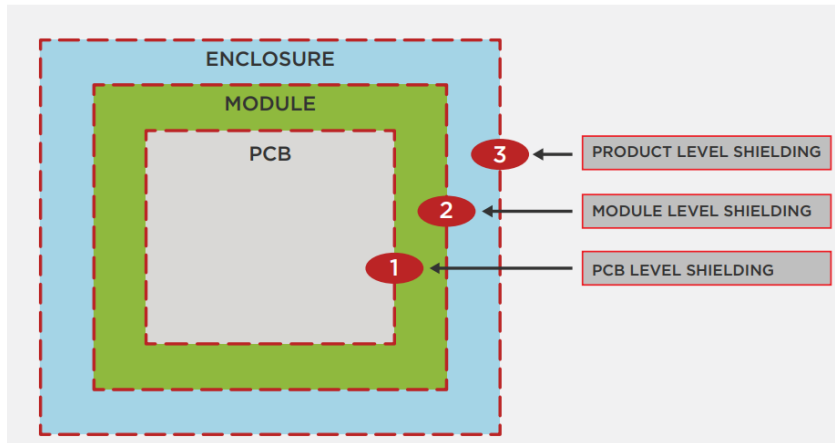 ENCLOSURE
MODULE
PCB
3
PRODUCT LEVEL SHIELDING
2
MODULE LEVEL SHIELDING
1
PCB LEVEL SHIELDING